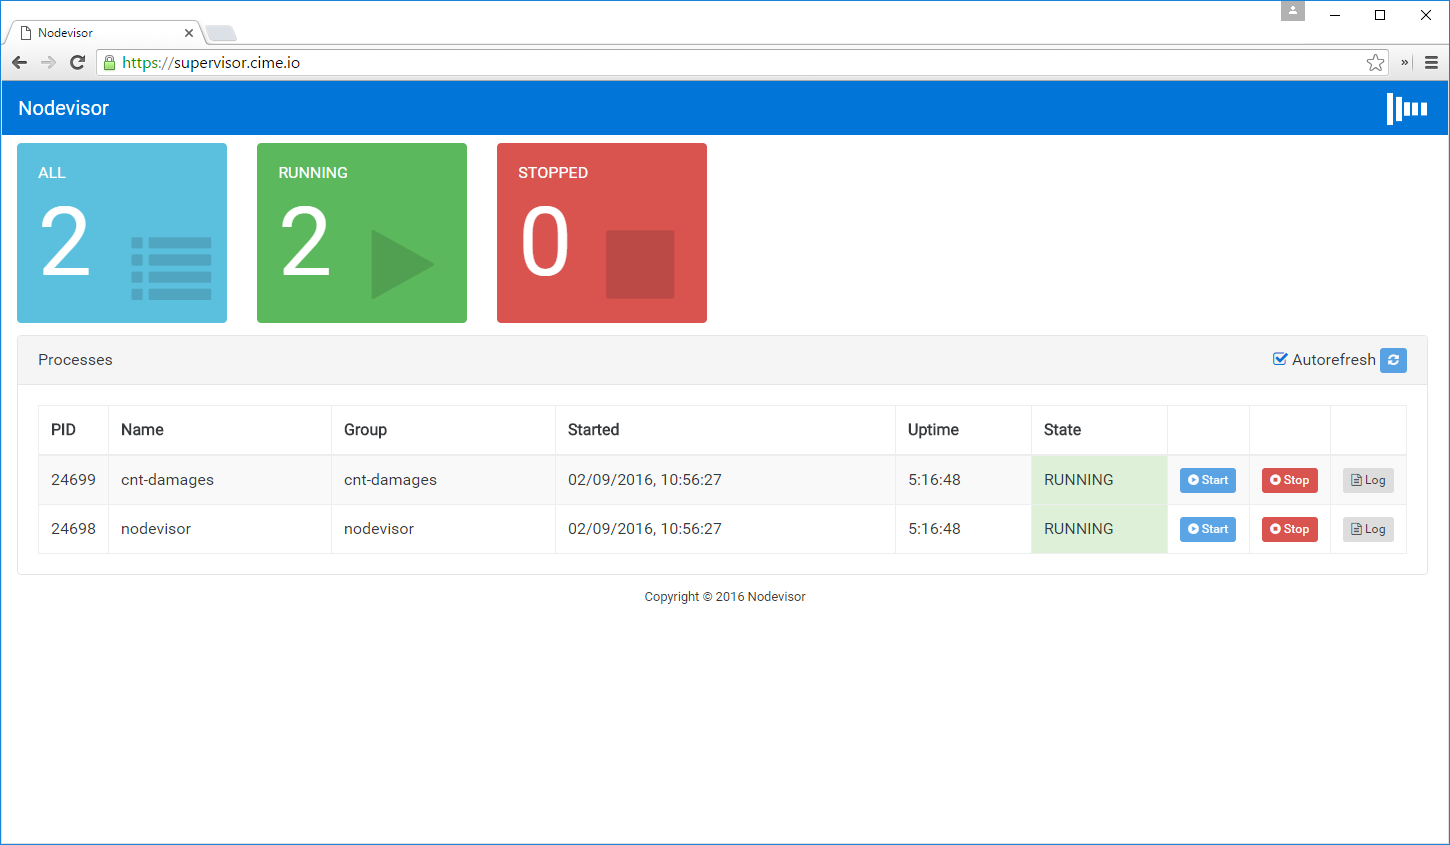 Nodevisor
https://supervisor.cime.io
»
Nodevisor
ALL
2
RUNNING
2
STOPPED
0
Processes
Autorefresh
PID Name Group Started Uptime State
24699 cnt-damages cnt-damages 02/09/2016, 10:56:27 5:16:48 RUNNING Start Stop Log
24698 nodevisor nodevisor 02/09/2016, 10:56:27 5:16:48 RUNNING Start Stop Log
Copyright © 2016 Nodevisor